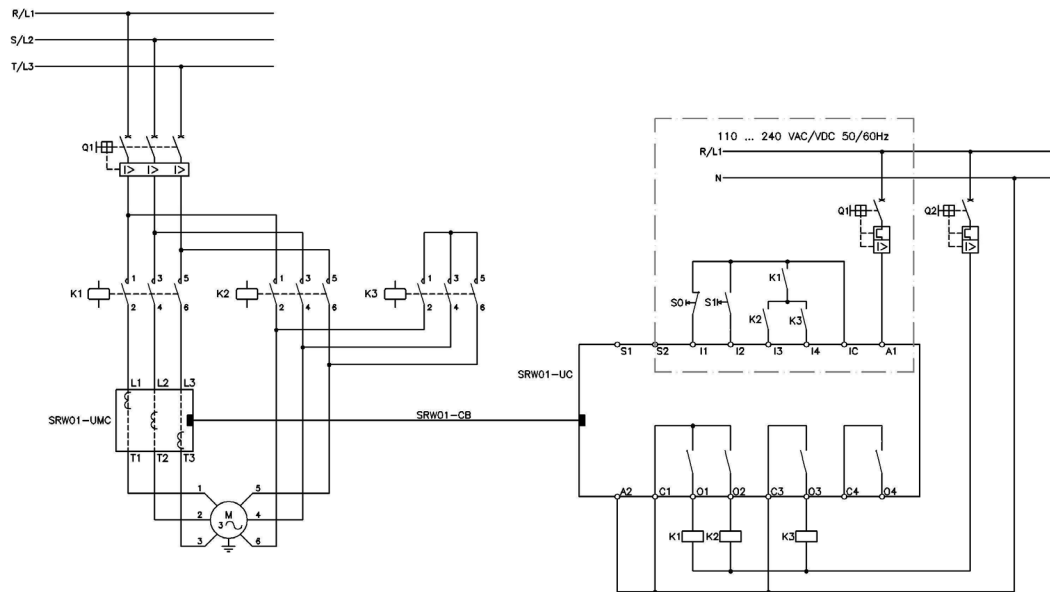 R/L1
S/L2
T/L3
Q1
I> I> I>
1 3 5
K1
2 4 6
1 3 5
K2
2 4 6
1 3 5
K3
2 4 6
L1 L2 L3
SRW01-UMC
T1 T2 T3
SRW01-CB
1 5
M
2 3 4
3 6
110 ... 240 VAC/VDC 50/60Hz
R/L1
N
Q1 Q2
I> I>
K1
S0 S1
K2 K3
S1 S2 I1 I2 I3 I4 IC A1
SRW01-UC
A2 C1 O1 O2 C3 O3 C4 O4
K1 K2 K3